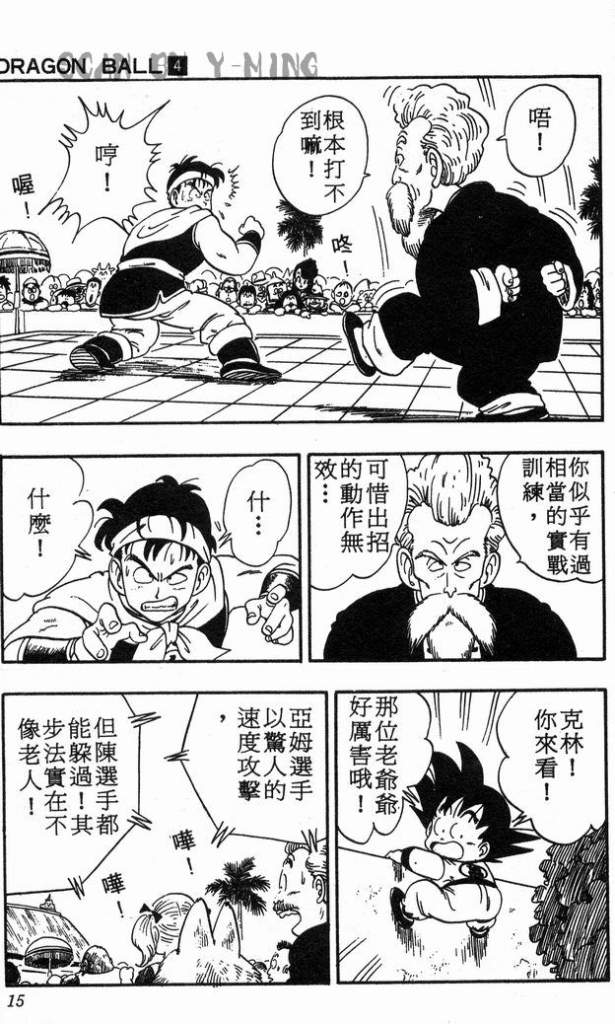 SCAN BY Y-MING
DRAGON BALL 4
唔！
根本打不
到嘛！
哼！
喔！
咚！
你似乎有過
相當的實戰
訓練，
可惜出招
的動作無
效…
什…
什麼！
克林！
你來看！
那位老爺爺
好厲害哦！
亞姆選手
以驚人的
速度攻擊
，
但陳選手都
能躲過！其
步法實在不
像老人！
嘩！
嘩！
15